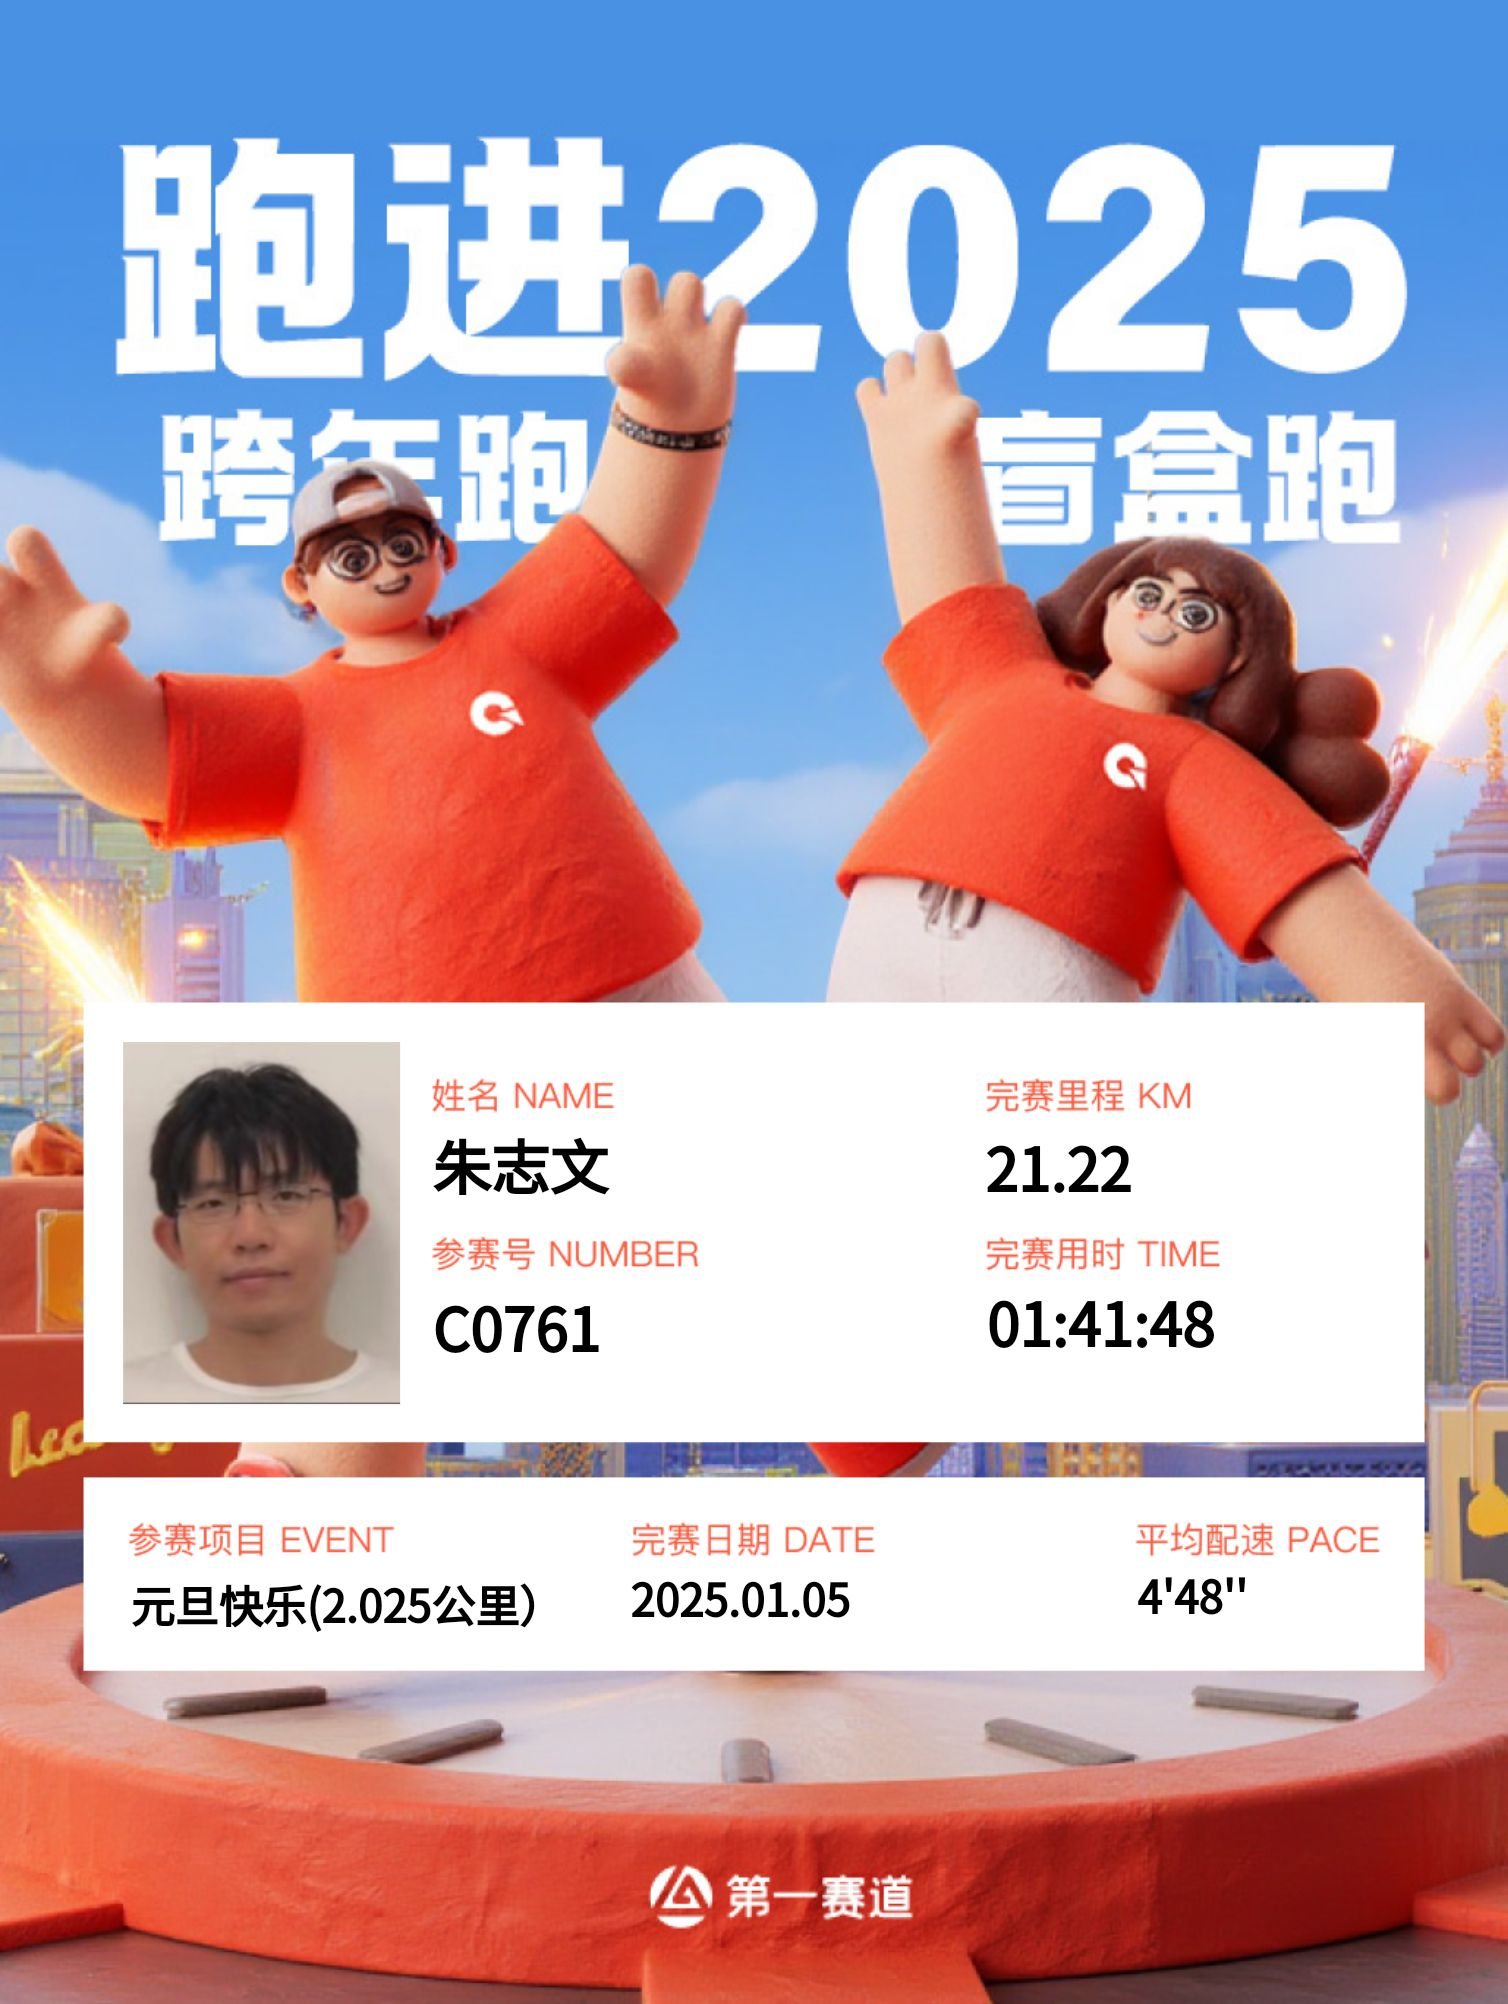 跑进2025
跨年跑 盲盒跑
姓名 NAME
朱志文
完赛里程 KM
21.22
参赛号 NUMBER
C0761
完赛用时 TIME
01:41:48
参赛项目 EVENT
元旦快乐(2.025公里）
完赛日期 DATE
2025.01.05
平均配速 PACE
4'48''
第一赛道